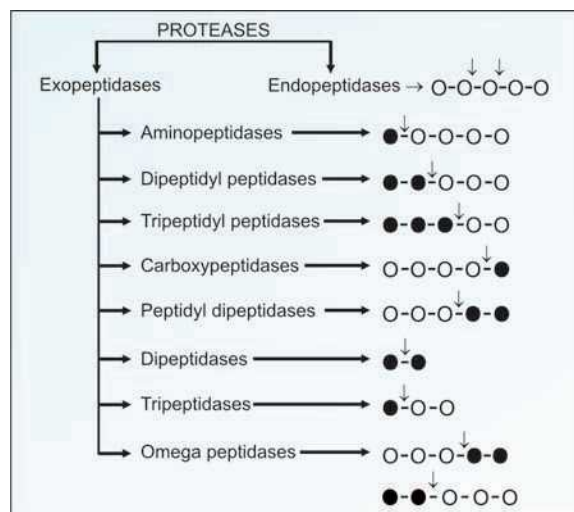 PROTEASES
Exopeptidases
Endopeptidases
Aminopeptidases
Dipeptidyl peptidases
Tripeptidyl peptidases
Carboxypeptidases
Peptidyl dipeptidases
Dipeptidases
Tripeptidases
Omega peptidases